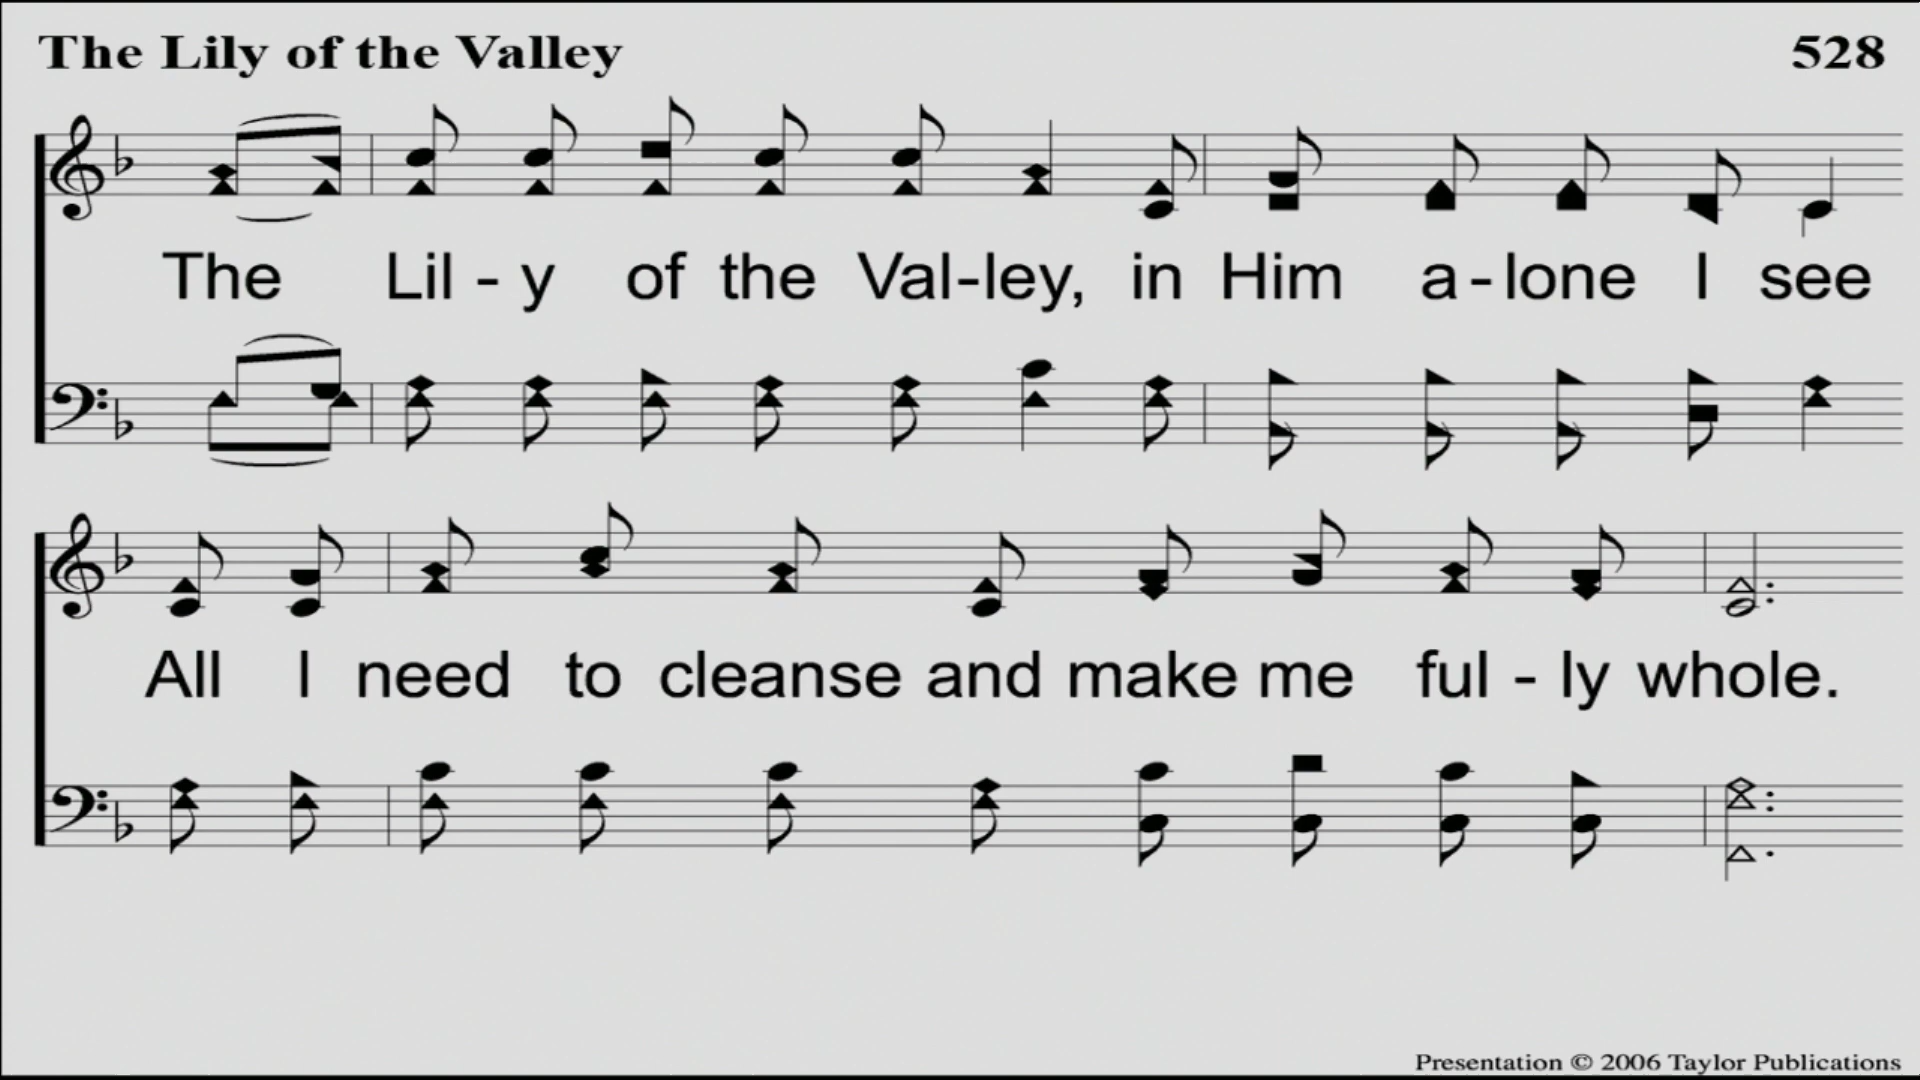 The Lily of the Valley 528
The Lil - y of the Val-ley, in Him a - lone I see
All I need to cleanse and make me ful - ly whole.
Presentation © 2006 Taylor Publications